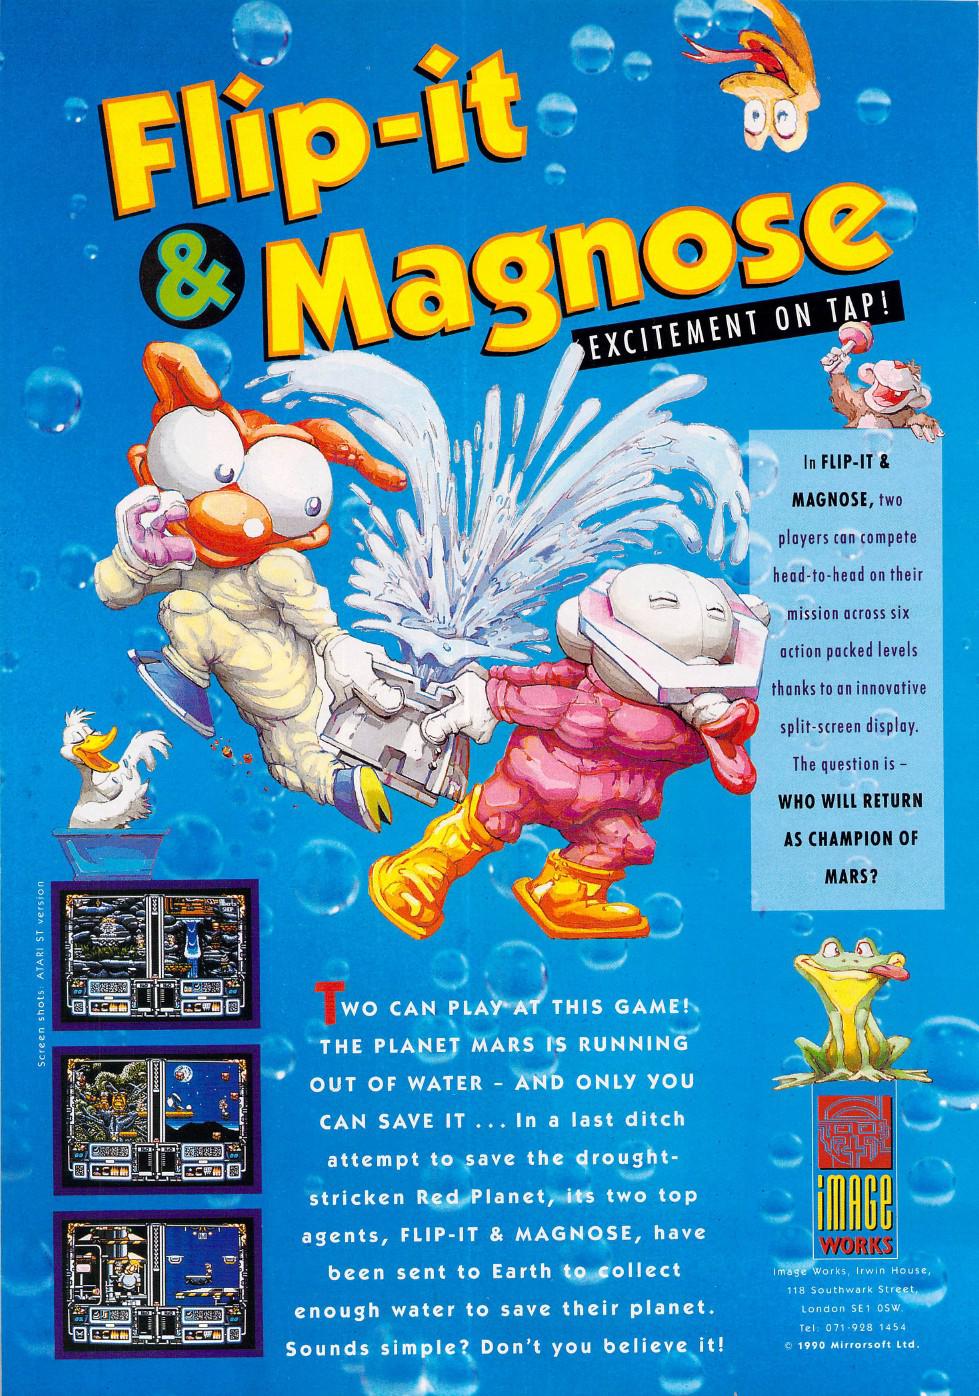 Flip-it
& Magnose
EXCITEMENT ON TAP!
In FLIP-IT &
MAGNOSE, two
players can compete
head-to-head on their
mission across six
action packed levels
thanks to an innovative
split-screen display.
The question is –
WHO WILL RETURN
AS CHAMPION OF
MARS?
Screen shots: ATARI ST version
TWO CAN PLAY AT THIS GAME!
THE PLANET MARS IS RUNNING
OUT OF WATER – AND ONLY YOU
CAN SAVE IT ... In a last ditch
attempt to save the drought-
stricken Red Planet, its two top
agents, FLIP-IT & MAGNOSE, have
been sent to Earth to collect
enough water to save their planet.
Sounds simple? Don't you believe it!
iMAGE
WORKS
Image Works, Irwin House,
118 Southwark Street,
London SE1 0SW.
Tel: 071-928 1454
© 1990 Mirrorsoft Ltd.